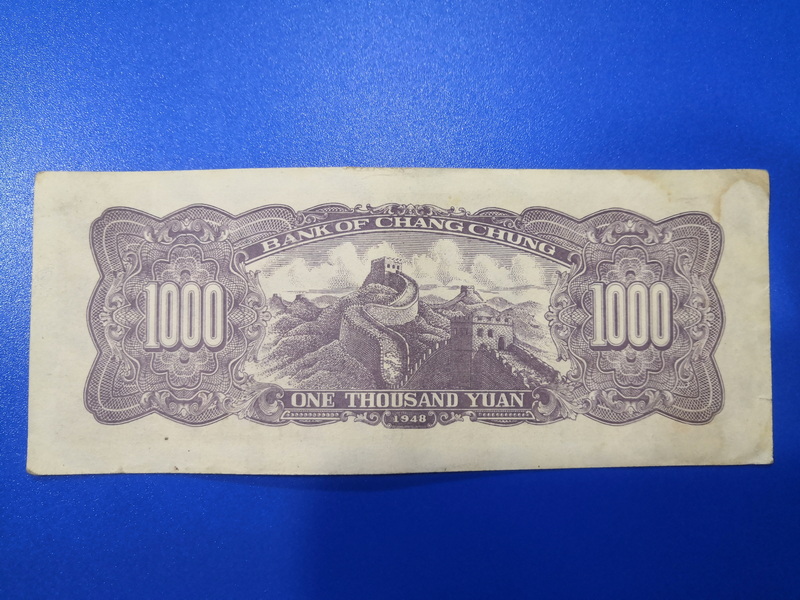 BANK OF CHANG CHUNG
1000 1000
ONE THOUSAND YUAN
1948